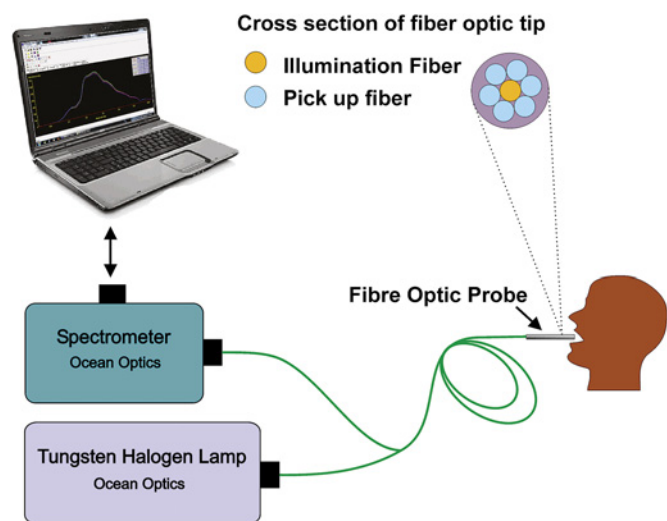 Cross section of fiber optic tip
Illumination Fiber
Pick up fiber
Fibre Optic Probe
Spectrometer
Ocean Optics
Tungsten Halogen Lamp
Ocean Optics